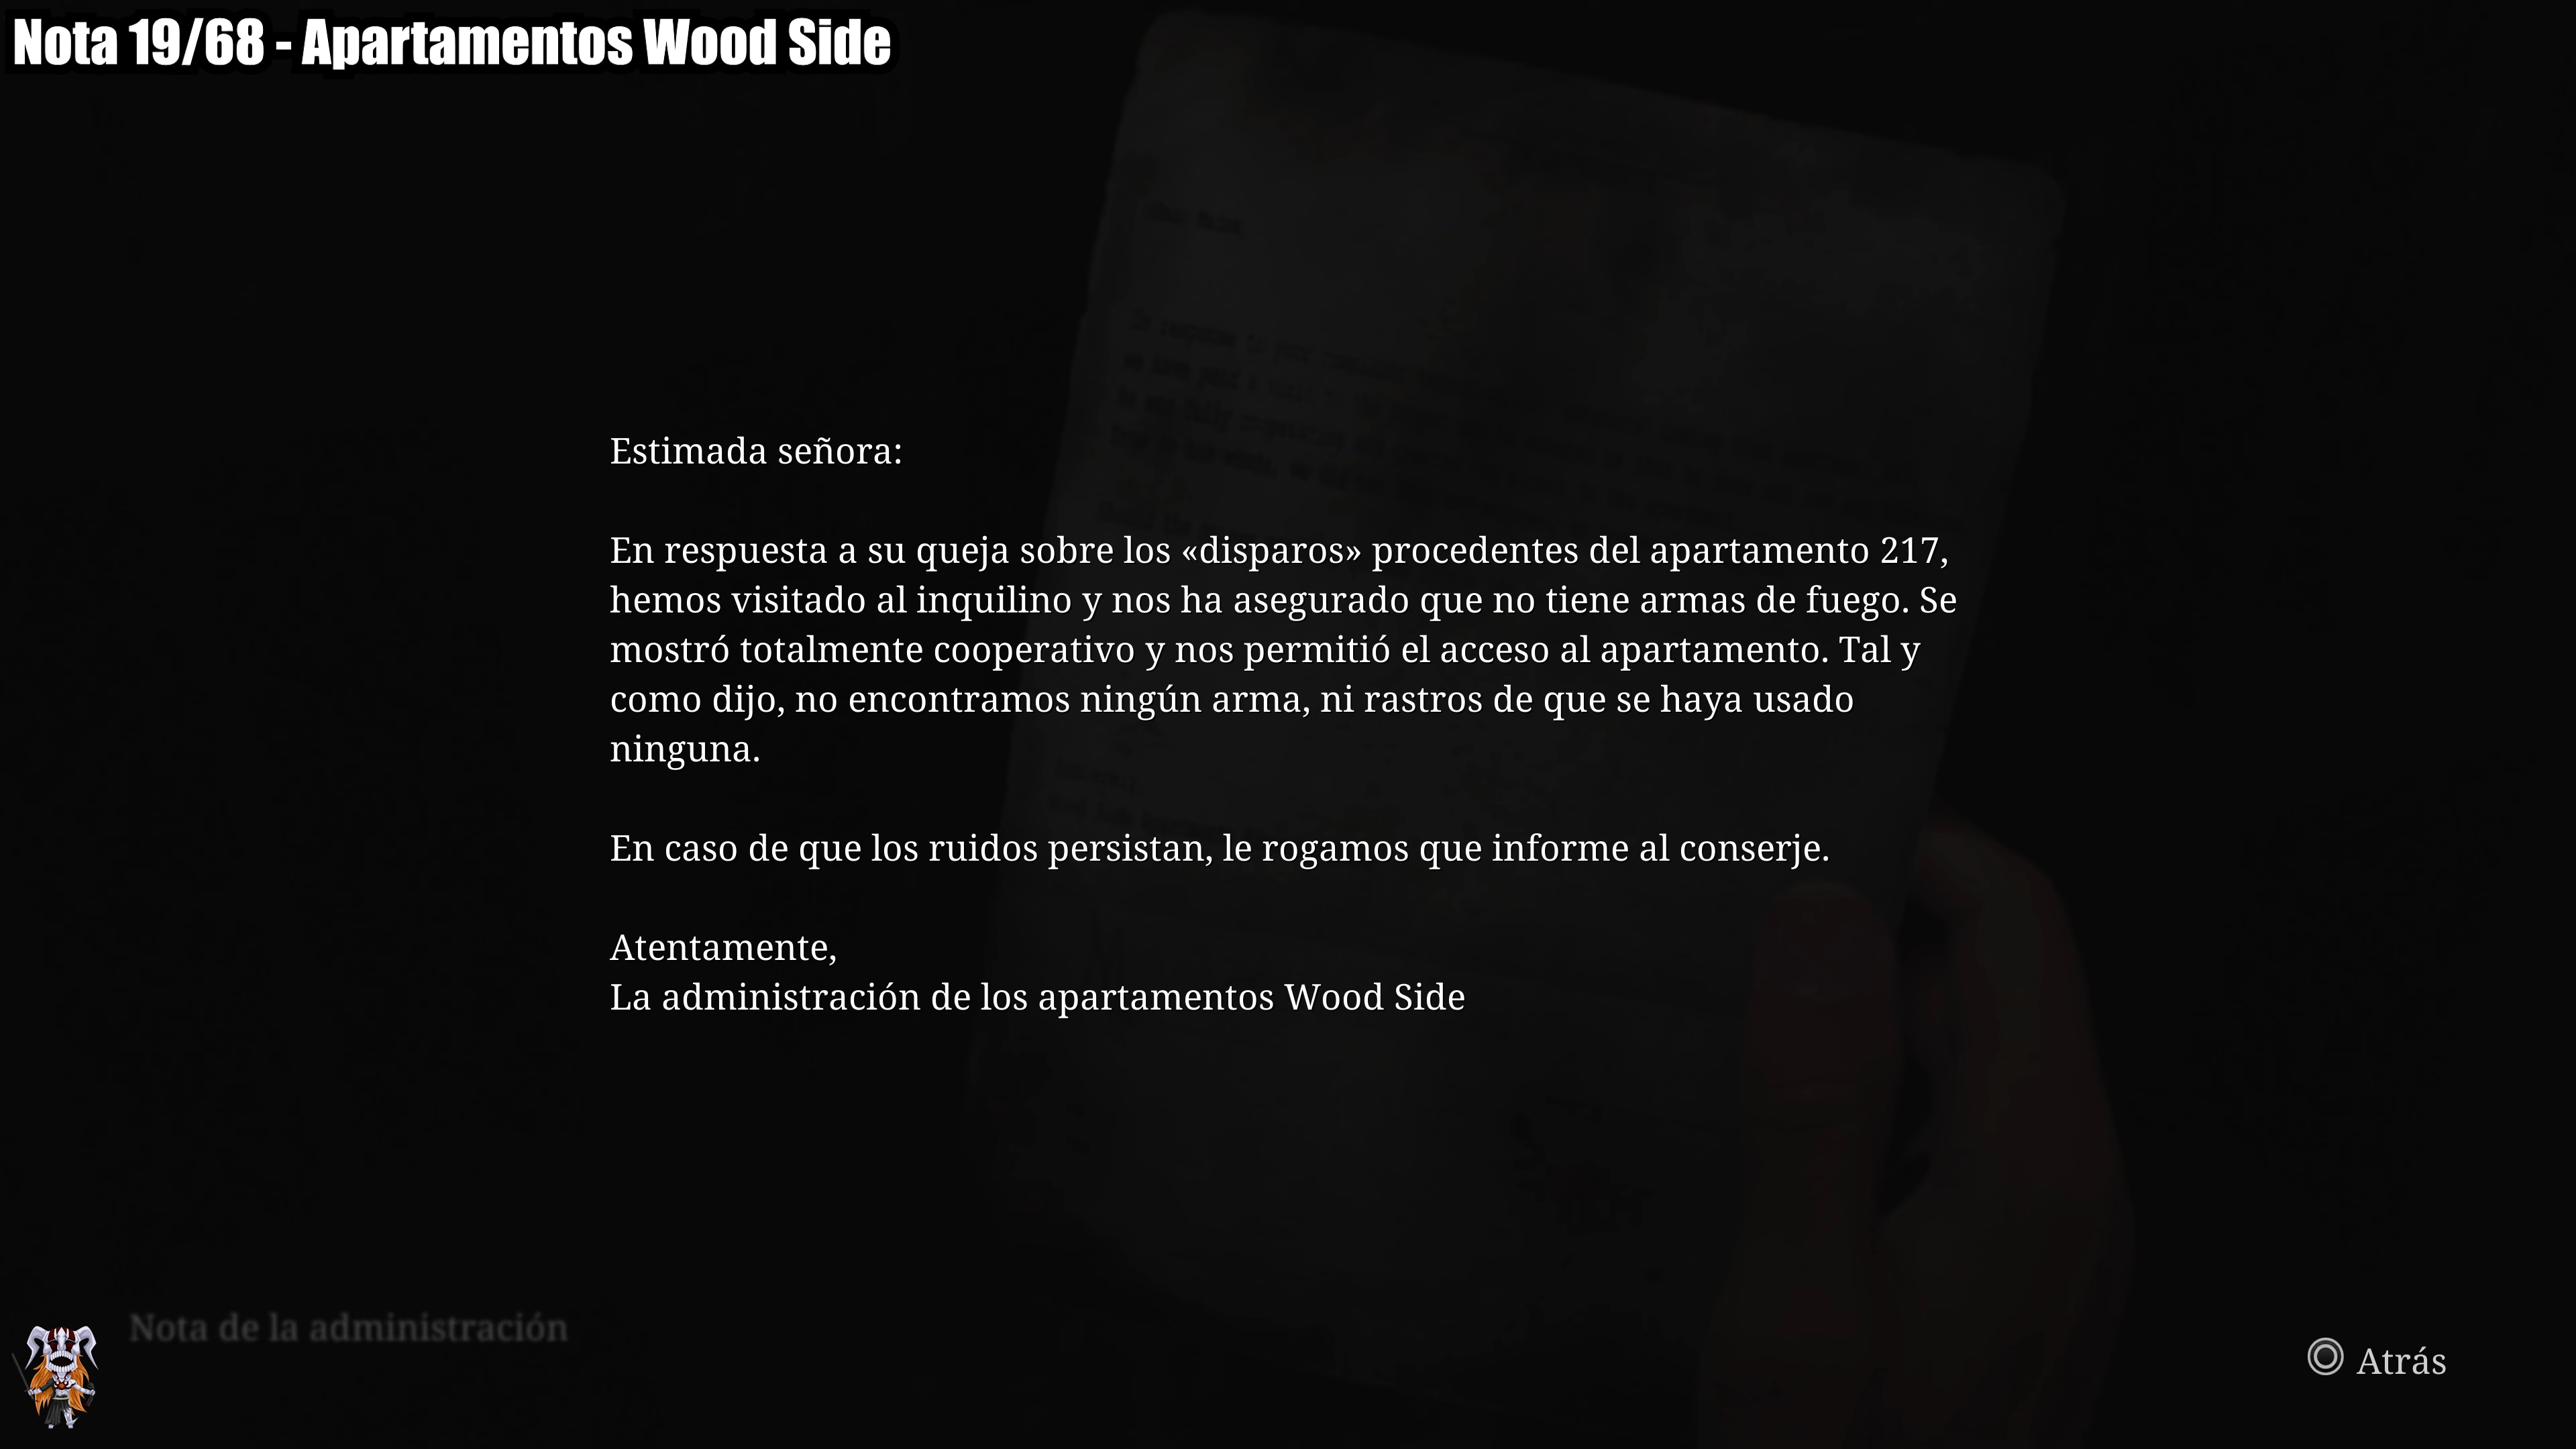 Nota 19/68 - Apartamentos Wood Side
Estimada señora:
En respuesta a su queja sobre los «disparos» procedentes del apartamento 217,
hemos visitado al inquilino y nos ha asegurado que no tiene armas de fuego. Se
mostró totalmente cooperativo y nos permitió el acceso al apartamento. Tal y
como dijo, no encontramos ningún arma, ni rastros de que se haya usado
ninguna.
En caso de que los ruidos persistan, le rogamos que informe al conserje.
Atentamente,
La administración de los apartamentos Wood Side
Nota de la administración
Atrás